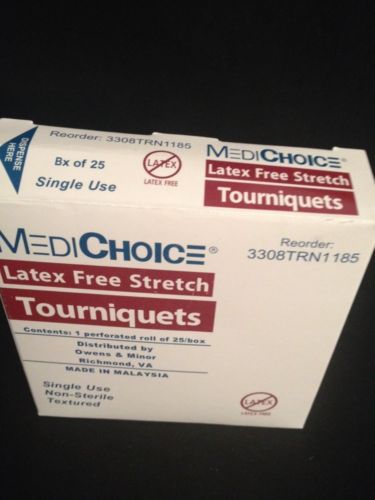 DISPENSE
HERE
Reorder: 3308TRN1185
Bx of 25
Single Use
LATEX
LATEX FREE
MEDICHOICE®
Latex Free Stretch
Tourniquets
MEDICHOICE®
Reorder:
3308TRN1185
Latex Free Stretch
Tourniquets
Contents: 1 perforated roll of 25/box
Distributed by
Owens & Minor
Richmond, VA
MADE IN MALAYSIA
Single Use
Non-Sterile
Textured
LATEX
LATEX FREE